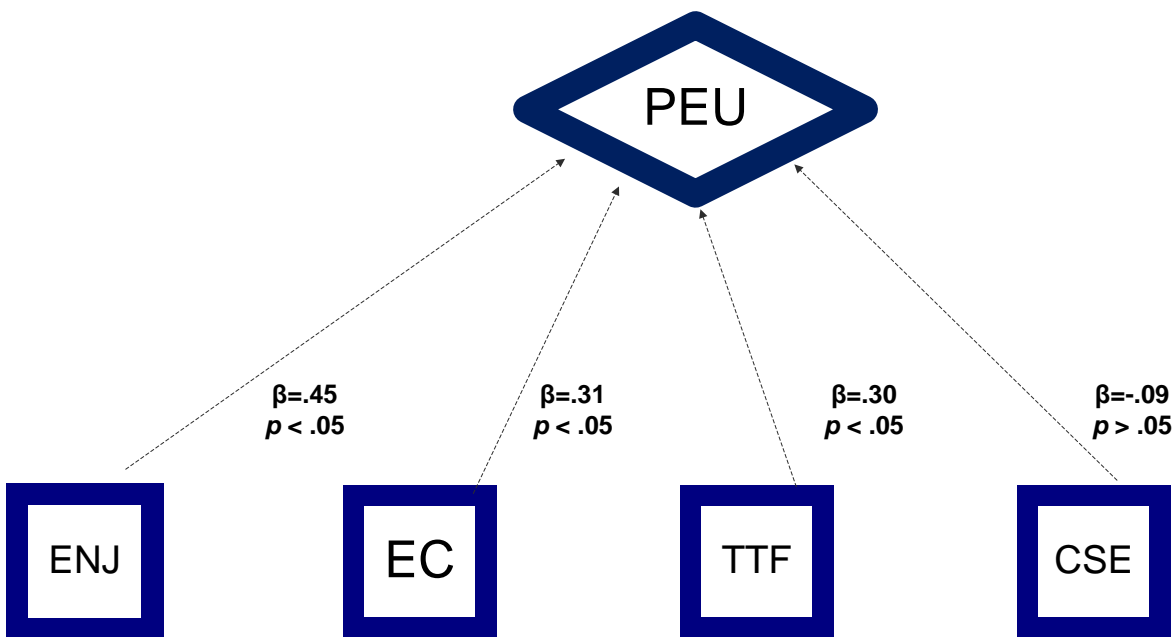 PEU
β=.45
p < .05
β=.31
p < .05
β=.30
p < .05
β=-.09
p > .05
ENJ
EC
TTF
CSE